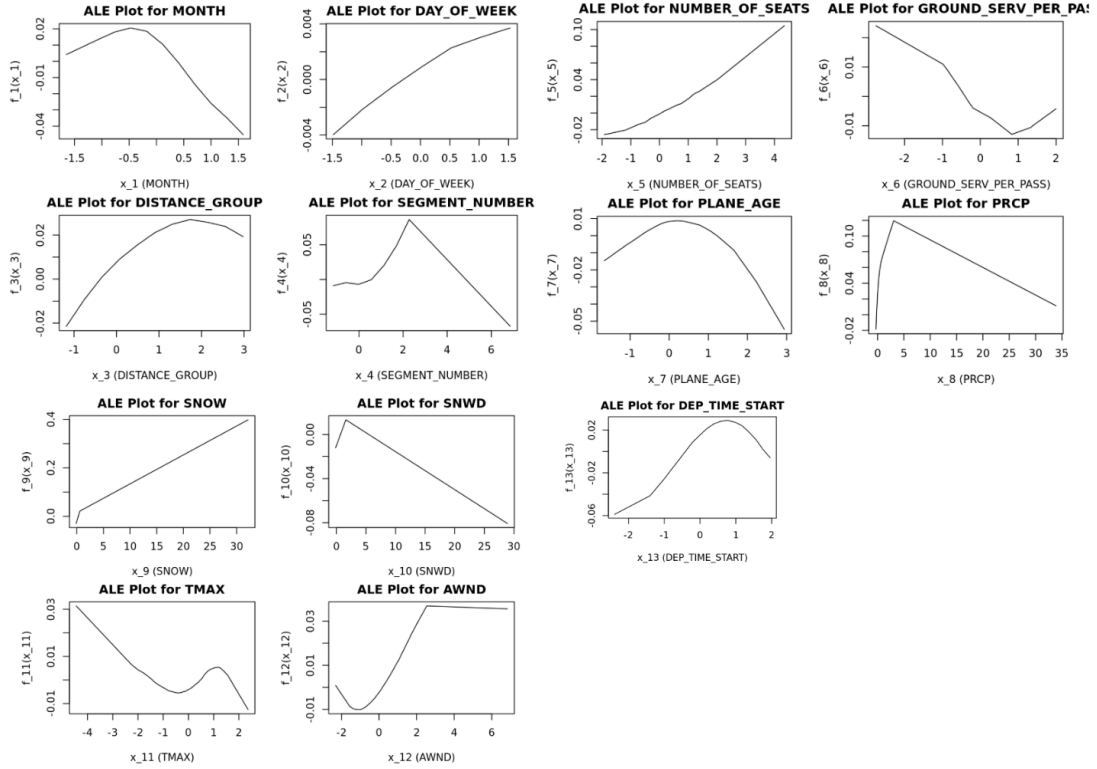 ALE Plot for MONTH
f_1(x_1)
0.02
-0.01
-0.04
-1.5 -0.5 0.5 1.0 1.5
x_1 (MONTH)
ALE Plot for DAY_OF_WEEK
f_2(x_2)
0.004
0.000
-0.004
-1.5 -0.5 0.0 0.5 1.0 1.5
x_2 (DAY_OF_WEEK)
ALE Plot for NUMBER_OF_SEATS
f_5(x_5)
0.10
0.04
-0.02
-2 -1 0 1 2 3 4
x_5 (NUMBER_OF_SEATS)
ALE Plot for GROUND_SERV_PER_PAS
f_6(x_6)
0.01
-0.01
-2 -1 0 1 2
x_6 (GROUND_SERV_PER_PASS)
ALE Plot for DISTANCE_GROUP
f_3(x_3)
0.02
0.00
-0.02
-1 0 1 2 3
x_3 (DISTANCE_GROUP)
ALE Plot for SEGMENT_NUMBER
f_4(x_4)
0.05
-0.05
0 2 4 6
x_4 (SEGMENT_NUMBER)
ALE Plot for PLANE_AGE
f_7(x_7)
0.01
-0.02
-0.05
-1 0 1 2 3
x_7 (PLANE_AGE)
ALE Plot for PRCP
f_8(x_8)
0.10
0.04
-0.02
0 5 10 15 20 25 30 35
x_8 (PRCP)
ALE Plot for SNOW
f_9(x_9)
0.4
0.2
0.0
0 5 10 15 20 25 30
x_9 (SNOW)
ALE Plot for SNWD
f_10(x_10)
0.00
-0.04
-0.08
0 5 10 15 20 25 30
x_10 (SNWD)
ALE Plot for DEP_TIME_START
f_13(x_13)
0.02
-0.02
-0.06
-2 -1 0 1 2
x_13 (DEP_TIME_START)
ALE Plot for TMAX
f_11(x_11)
0.03
0.01
-0.01
-4 -3 -2 -1 0 1 2
x_11 (TMAX)
ALE Plot for AWND
f_12(x_12)
0.03
0.01
-0.01
-2 0 2 4 6
x_12 (AWND)